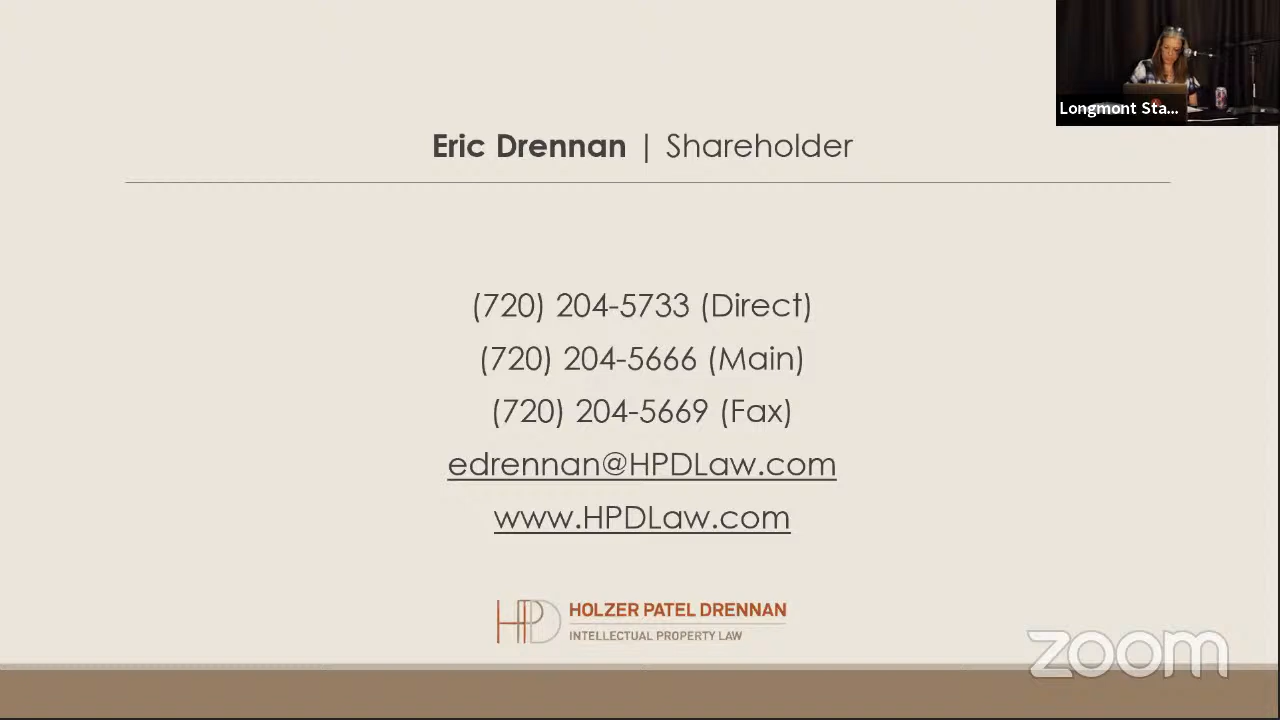 Longmont Sta...
Eric Drennan | Shareholder
(720) 204-5733 (Direct)
(720) 204-5666 (Main)
(720) 204-5669 (Fax)
edrennan@HPDLaw.com
www.HPDLaw.com
HPD
HOLZER PATEL DRENNAN
INTELLECTUAL PROPERTY LAW
zoom